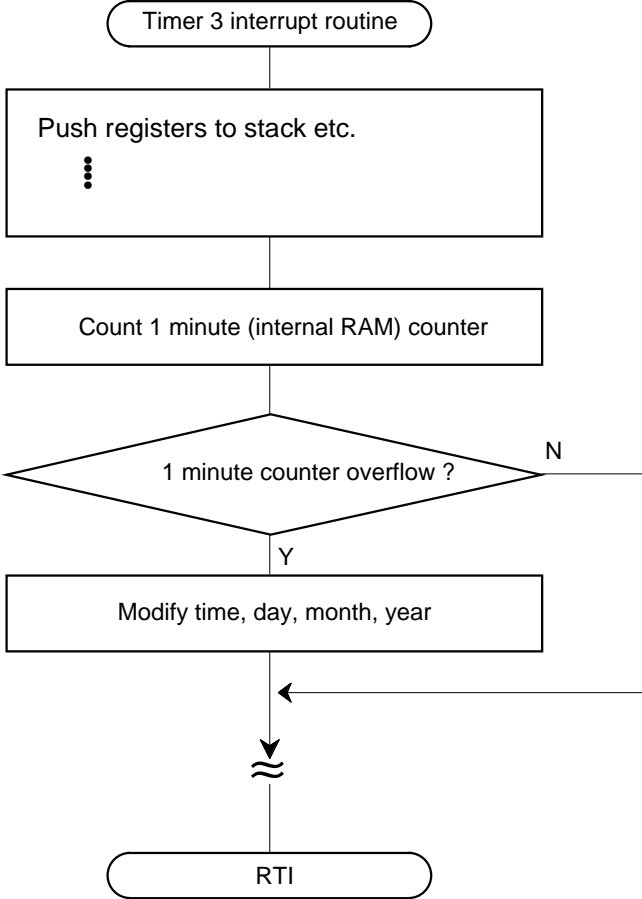 Timer 3 interrupt routine
Push registers to stack etc.
Count 1 minute (internal RAM) counter
1 minute counter overflow ?
N
Y
Modify time, day, month, year
RTI